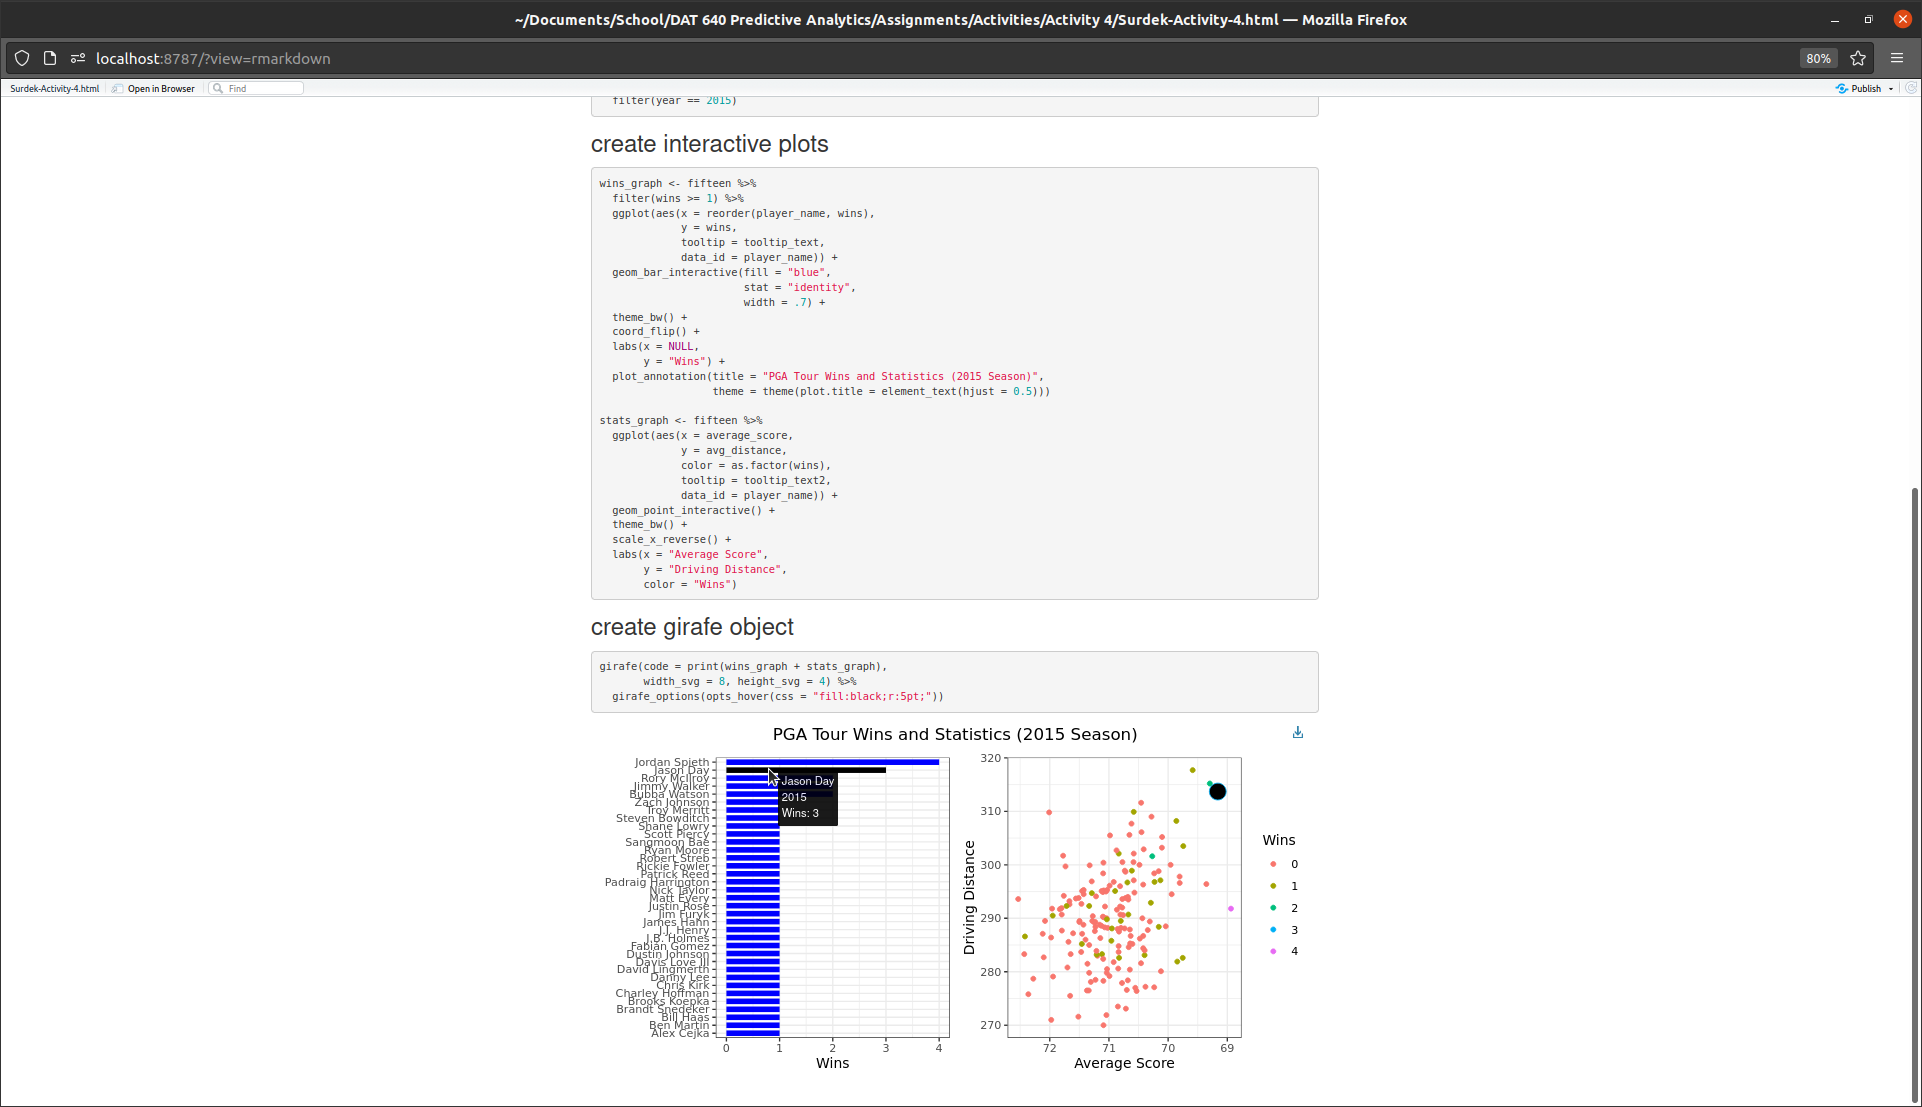 ~/Documents/School/DAT 640 Predictive Analytics/Assignments/Activities/Activity 4/Surdek-Activity-4.html — Mozilla Firefox
localhost:8787/?view=rmarkdown
80%
Surdek-Activity-4.html
Open in Browser
Find
Publish
filter(year == 2015)
create interactive plots
wins_graph <- fifteen %>%
filter(wins >= 1) %>%
ggplot(aes(x = reorder(player_name, wins),
y = wins,
tooltip = tooltip_text,
data_id = player_name)) +
geom_bar_interactive(fill = "blue",
stat = "identity",
width = .7) +
theme_bw() +
coord_flip() +
labs(x = NULL,
y = "Wins") +
plot_annotation(title = "PGA Tour Wins and Statistics (2015 Season)",
theme = theme(plot.title = element_text(hjust = 0.5)))
stats_graph <- fifteen %>%
ggplot(aes(x = average_score,
y = avg_distance,
color = as.factor(wins),
tooltip = tooltip_text2,
data_id = player_name)) +
geom_point_interactive() +
theme_bw() +
scale_x_reverse() +
labs(x = "Average Score",
y = "Driving Distance",
color = "Wins")
create girafe object
girafe(code = print(wins_graph + stats_graph),
width_svg = 8, height_svg = 4) %>%
girafe_options(opts_hover(css = "fill:black;r:5pt;"))
PGA Tour Wins and Statistics (2015 Season)
Jordan Spieth
Jason Day
Rory McIlroy
Jimmy Walker
Bubba Watson
Zach Johnson
Troy Merritt
Steven Bowditch
Shane Lowry
Scott Piercy
Sangmoon Bae
Ryan Moore
Robert Streb
Rickie Fowler
Patrick Reed
Padraig Harrington
Nick Taylor
Matt Every
Justin Rose
Jim Furyk
James Hahn
J.J. Henry
J.B. Holmes
Fabian Gomez
Dustin Johnson
Davis Love III
David Lingmerth
Danny Lee
Chris Kirk
Charley Hoffman
Brooks Koepka
Brandt Snedeker
Bill Haas
Ben Martin
Alex Cejka
0 1 2 3 4
Wins
Jason Day
2015
Wins: 3
Driving Distance
320
310
300
290
280
270
72 71 70 69
Average Score
Wins
0
1
2
3
4